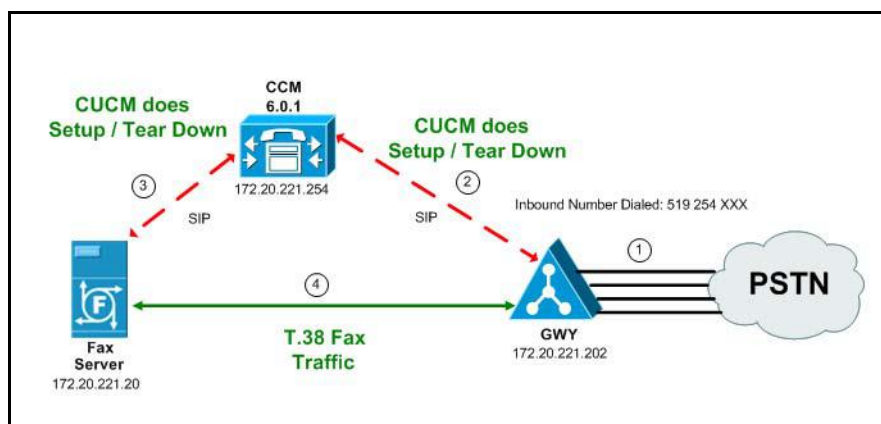 CCM
6.0.1
CUCM does
Setup / Tear Down
CUCM does
Setup / Tear Down
172.20.221.254
3
2
SIP
SIP
Inbound Number Dialed: 519 254 XXX
1
PSTN
F
4
T.38 Fax
Traffic
GWY
172.20.221.202
Fax
Server
172.20.221.20